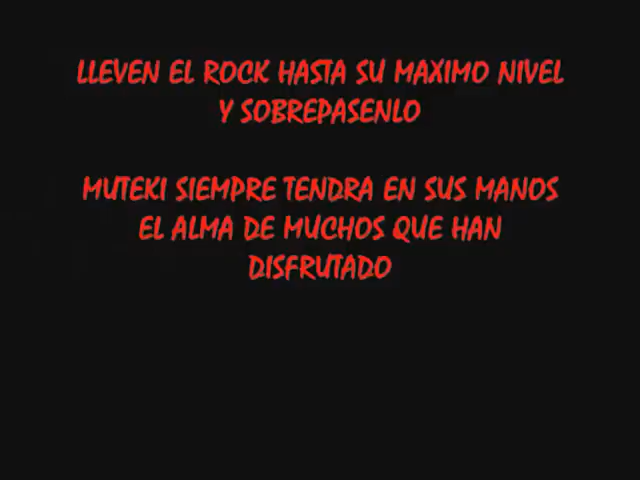 LLEVEN EL ROCK HASTA SU MAXIMO NIVEL
Y SOBREPASENLO
MUTEKI SIEMPRE TENDRA EN SUS MANOS
EL ALMA DE MUCHOS QUE HAN
DISFRUTADO